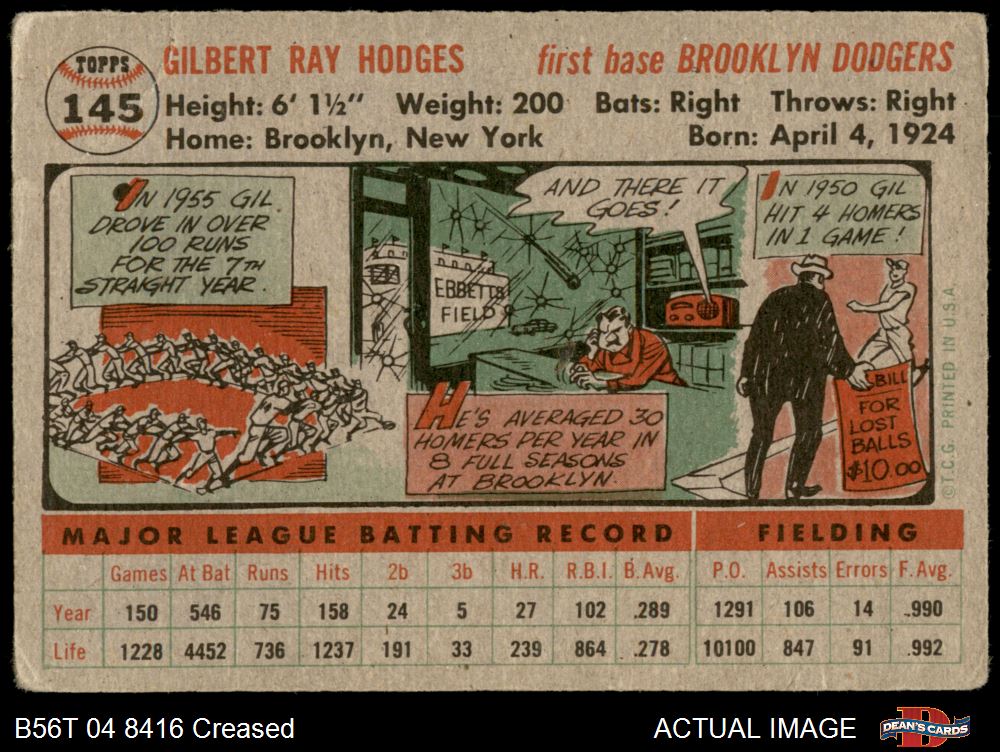 TOPPS
145
GILBERT RAY HODGES
first base BROOKLYN DODGERS
Height: 6' 1½" Weight: 200 Bats: Right Throws: Right
Home: Brooklyn, New York Born: April 4, 1924
IN 1955 GIL
DROVE IN OVER
100 RUNS
FOR THE 7TH
STRAIGHT YEAR.
AND THERE IT
GOES!
EBBETTS
FIELD
HE'S AVERAGED 30
HOMERS PER YEAR IN
8 FULL SEASONS
AT BROOKLYN.
IN 1950 GIL
HIT 4 HOMERS
IN 1 GAME!
BILL
FOR
LOST
BALLS
$10.00
©T.C.G. PRINTED IN U.S.A.
MAJOR LEAGUE BATTING RECORD FIELDING
Games At Bat Runs Hits 2b 3b H.R. R.B.I. B.Avg. P.O. Assists Errors F.Avg.
Year 150 546 75 158 24 5 27 102 .289 1291 106 14 .990
Life 1228 4452 736 1237 191 33 239 864 .278 10100 847 91 .992
B56T 04 8416 Creased
ACTUAL IMAGE
DEAN'S CARDS